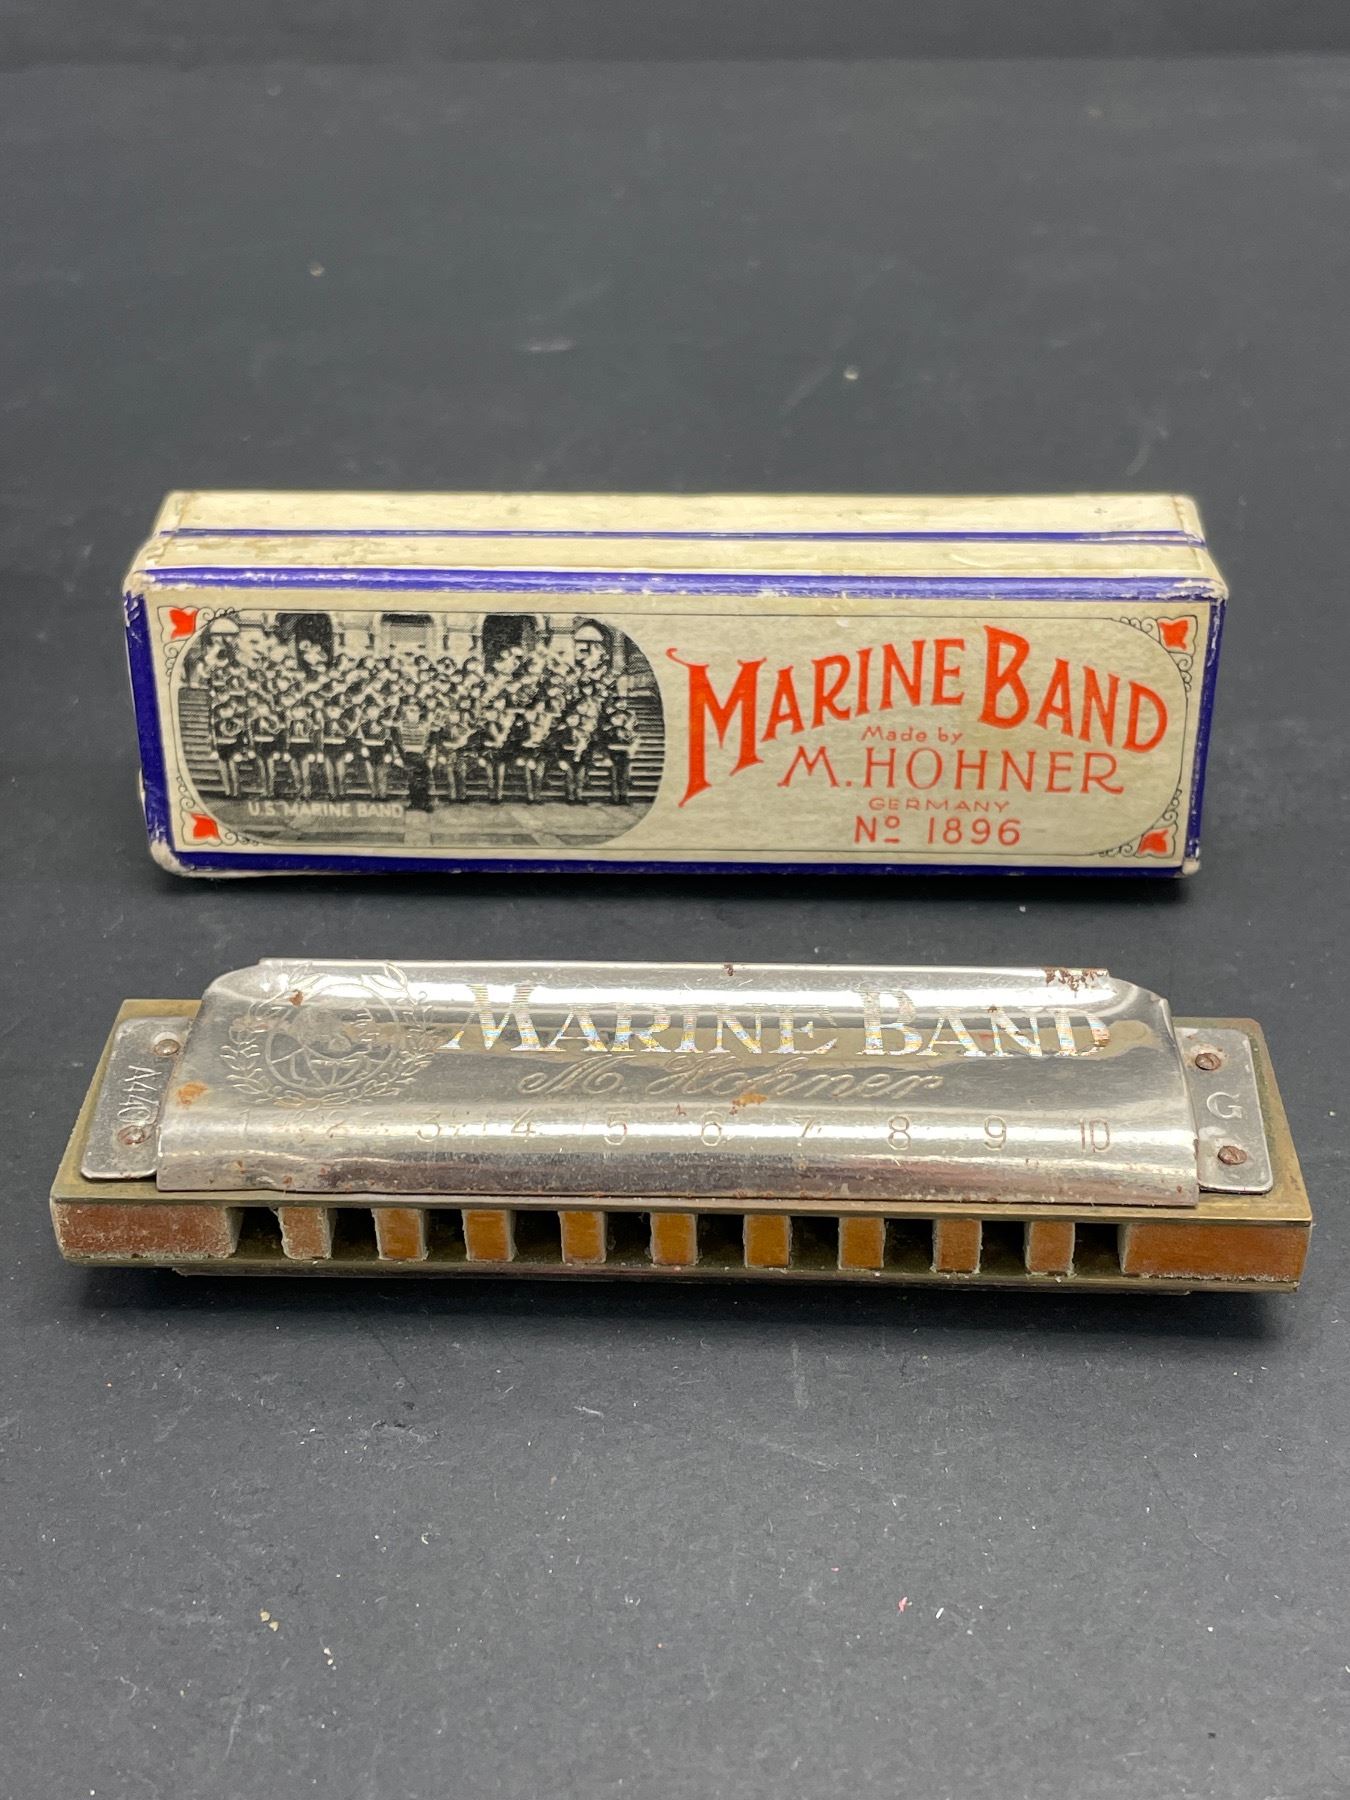 U.S. MARINE BAND
MARINE BAND
Made by
M. HOHNER
GERMANY
Nº 1896
MARINE BAND
M. Hohner
A440
1 2 3 4 5 6 7 8 9 10
G